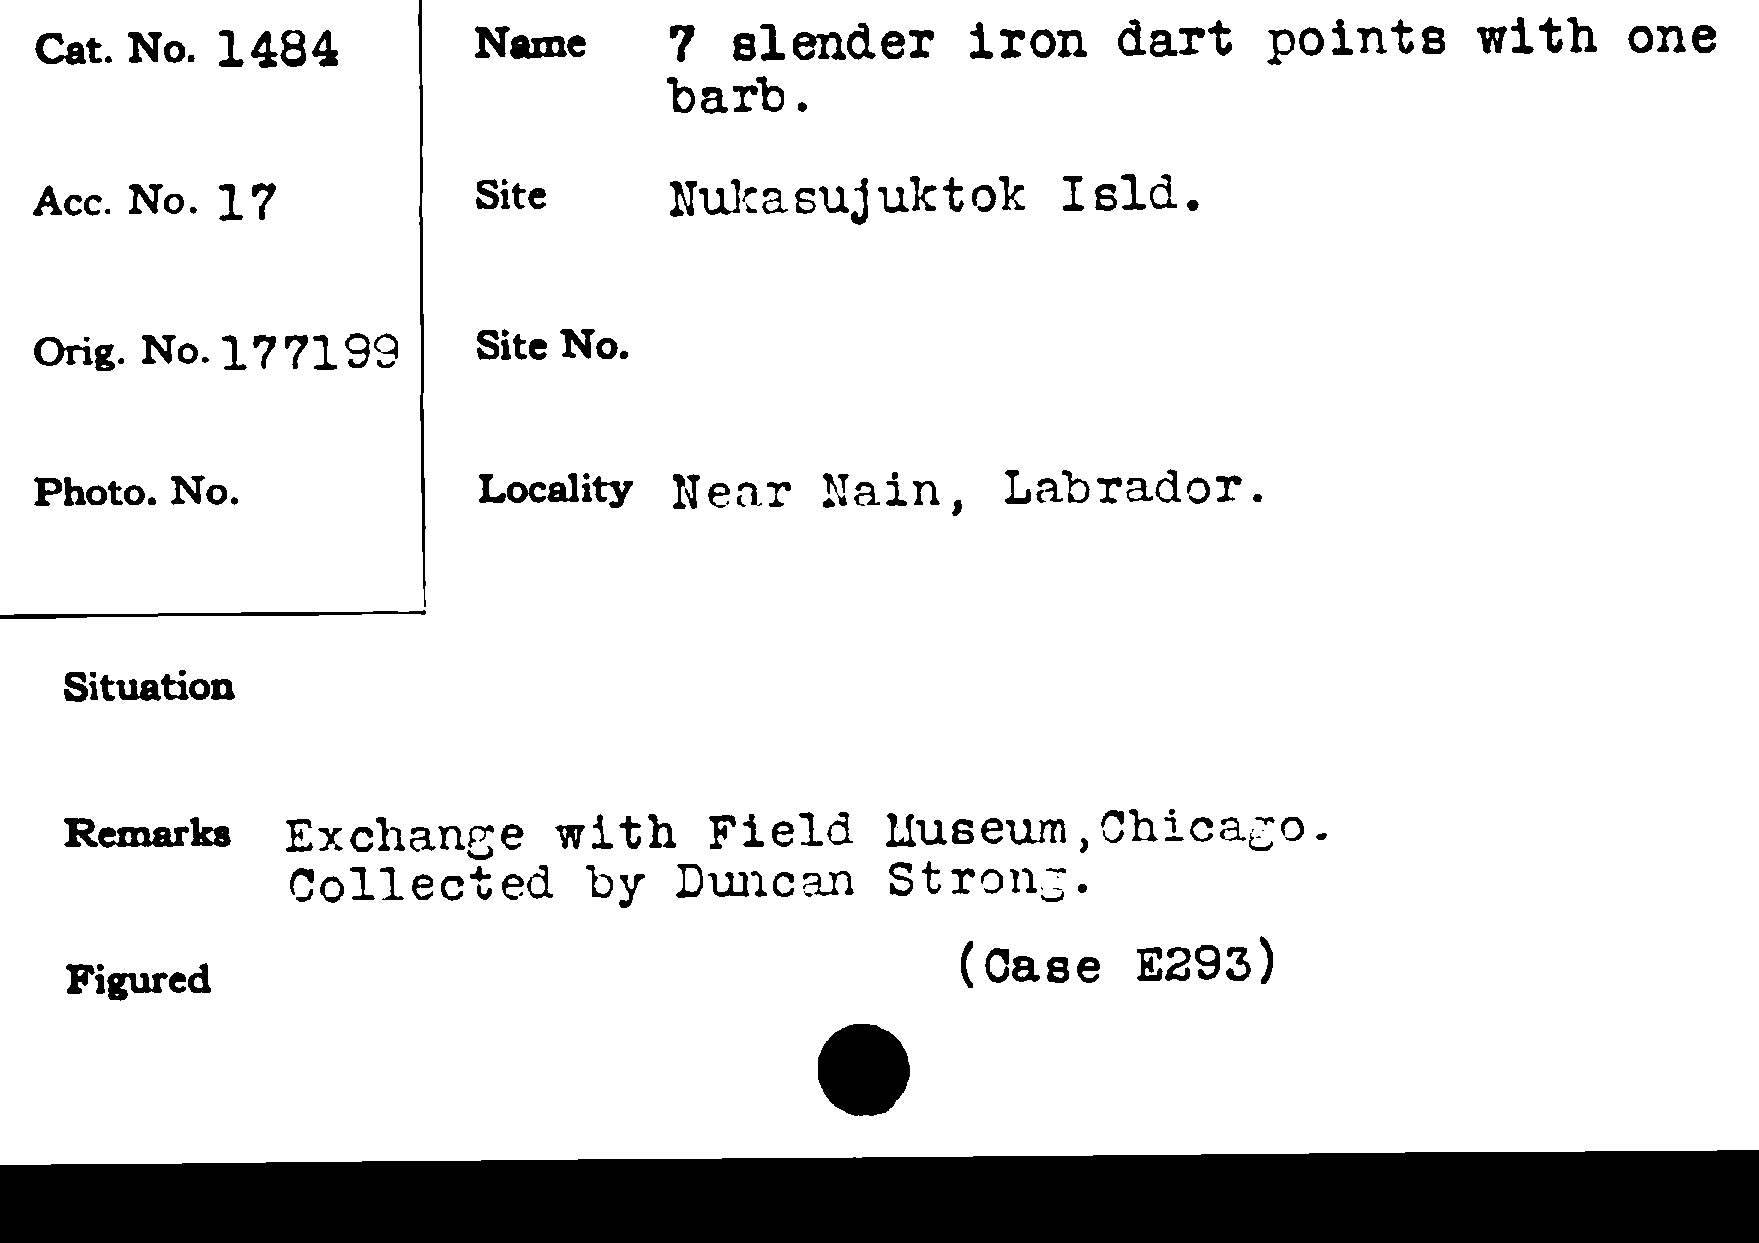 Cat. No. 1484
Name 7 slender iron dart points with one
barb.
Acc. No. 17
Site Nukasujuktok Isld.
Orig. No. 177199
Site No.
Photo. No.
Locality Near Nain, Labrador.
Situation
Remarks Exchange with Field Museum,Chicago.
Collected by Duncan Strong.
Figured (Case E293)